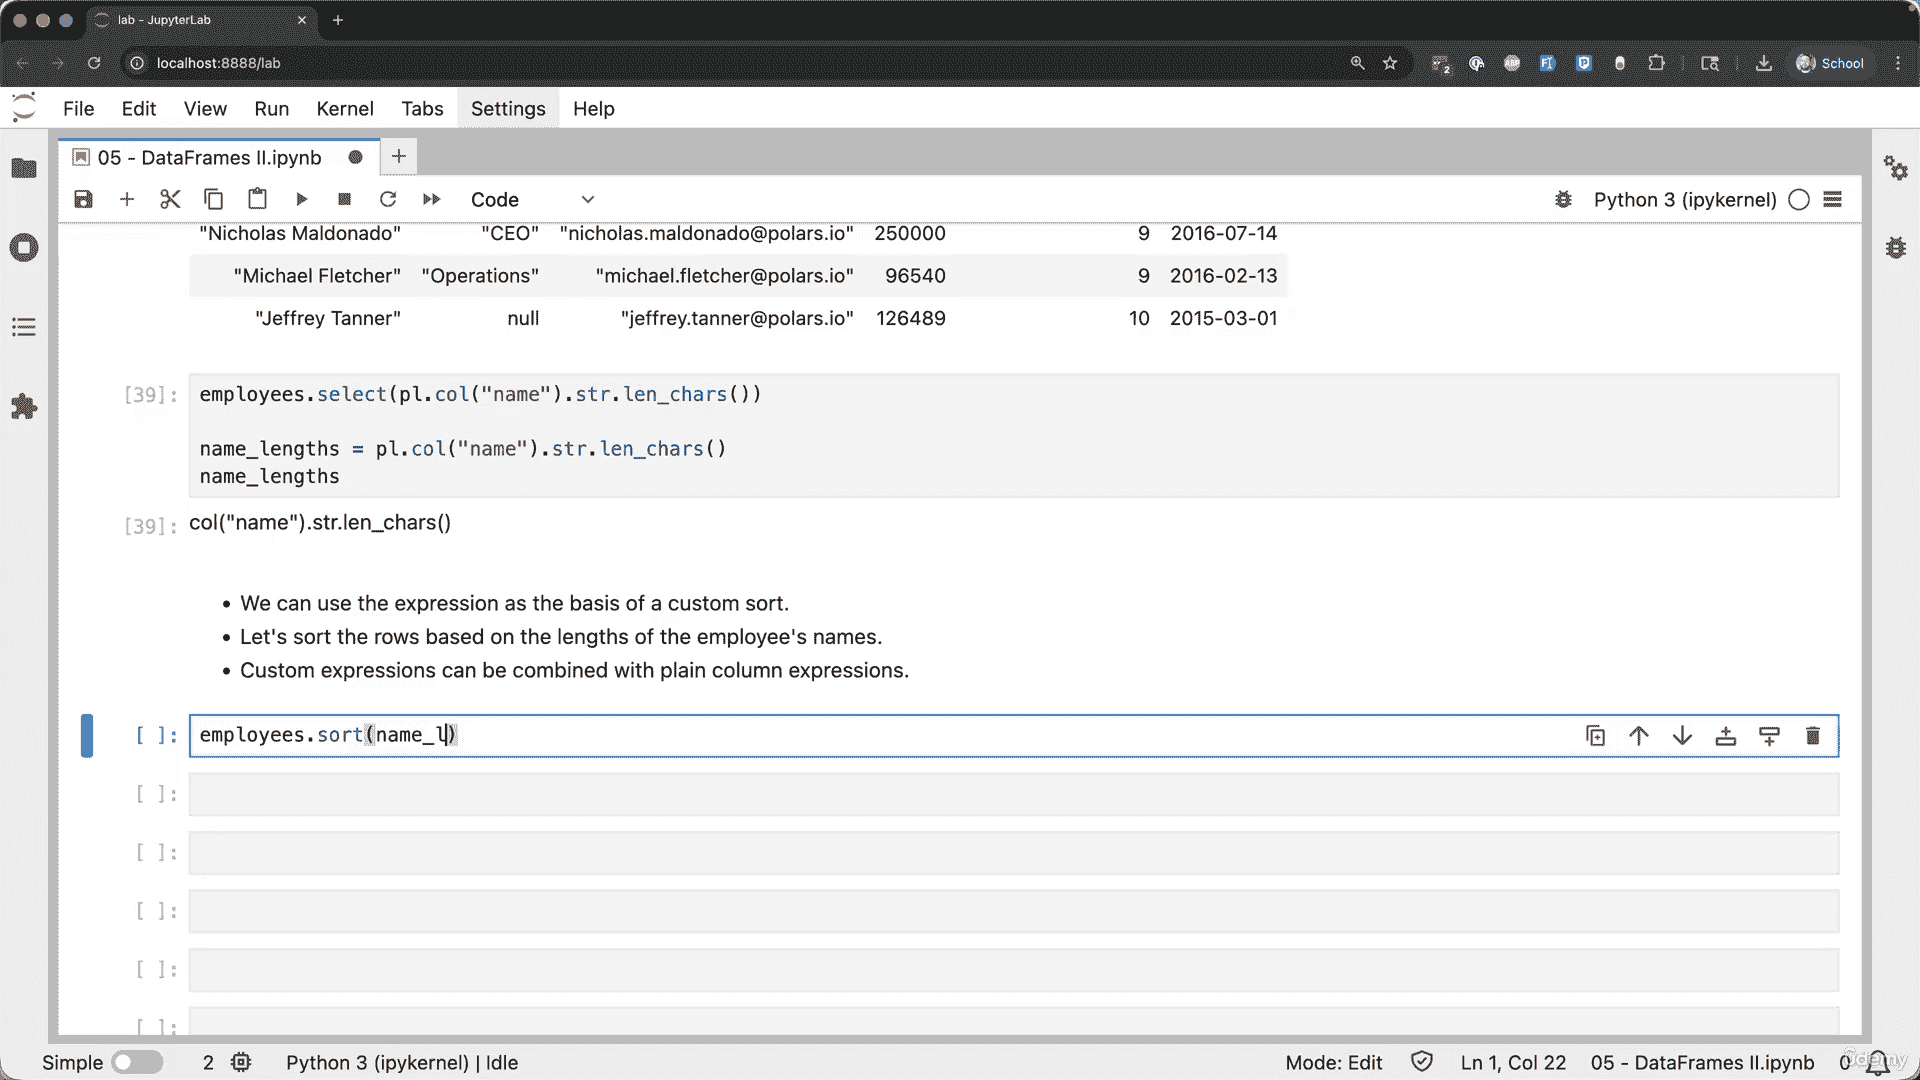 lab - JupyterLab
localhost:8888/lab
2
ABP
School
File Edit View Run Kernel Tabs Settings Help
05 - DataFrames II.ipynb
Code
Python 3 (ipykernel)
"Nicholas Maldonado" "CEO" "nicholas.maldonado@polars.io" 250000 9 2016-07-14
"Michael Fletcher" "Operations" "michael.fletcher@polars.io" 96540 9 2016-02-13
"Jeffrey Tanner" null "jeffrey.tanner@polars.io" 126489 10 2015-03-01
[39]: employees.select(pl.col("name").str.len_chars())
name_lengths = pl.col("name").str.len_chars()
name_lengths
[39]: col("name").str.len_chars()
• We can use the expression as the basis of a custom sort.
• Let's sort the rows based on the lengths of the employee's names.
• Custom expressions can be combined with plain column expressions.
[ ]: employees.sort(name_l)
[ ]:
[ ]:
[ ]:
[ ]:
[ ]:
Simple 2 Python 3 (ipykernel) | Idle Mode: Edit Ln 1, Col 22 05 - DataFrames II.ipynb 0
Udemy